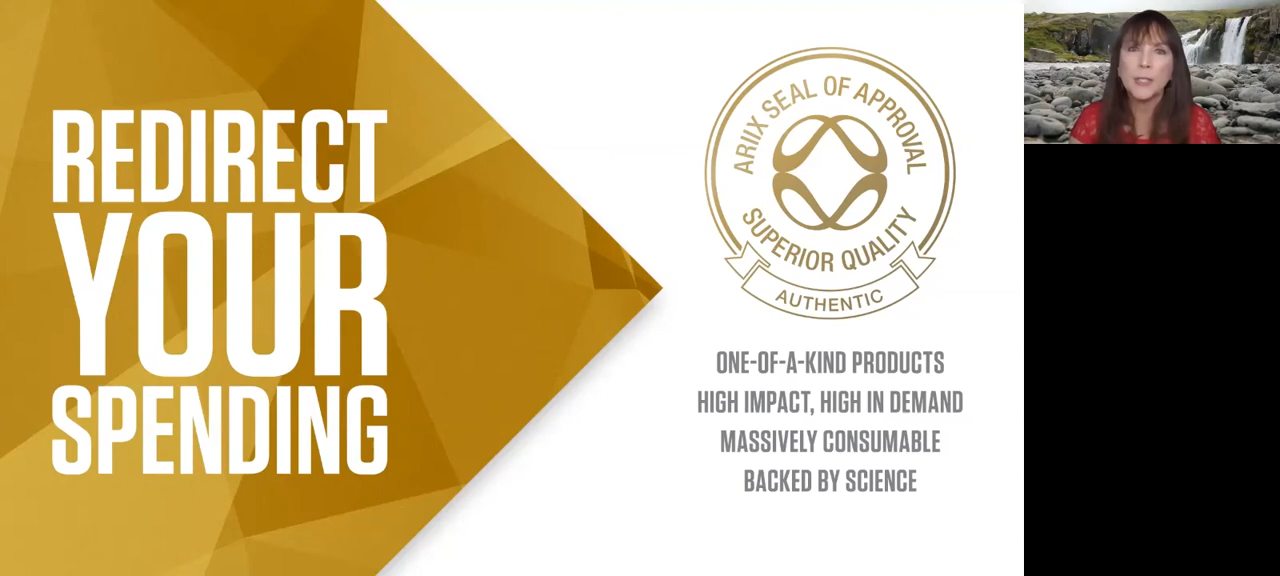 REDIRECT
YOUR
SPENDING
ARIIX SEAL OF APPROVAL
SUPERIOR QUALITY
AUTHENTIC
ONE-OF-A-KIND PRODUCTS
HIGH IMPACT, HIGH IN DEMAND
MASSIVELY CONSUMABLE
BACKED BY SCIENCE